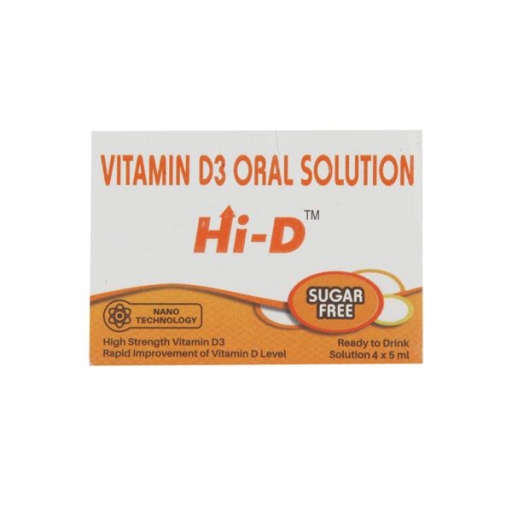 VITAMIN D3 ORAL SOLUTION
Hi-D™
SUGAR
FREE
NANO
TECHNOLOGY
High Strength Vitamin D3
Rapid Improvement of Vitamin D Level
Ready to Drink
Solution 4 x 5 ml